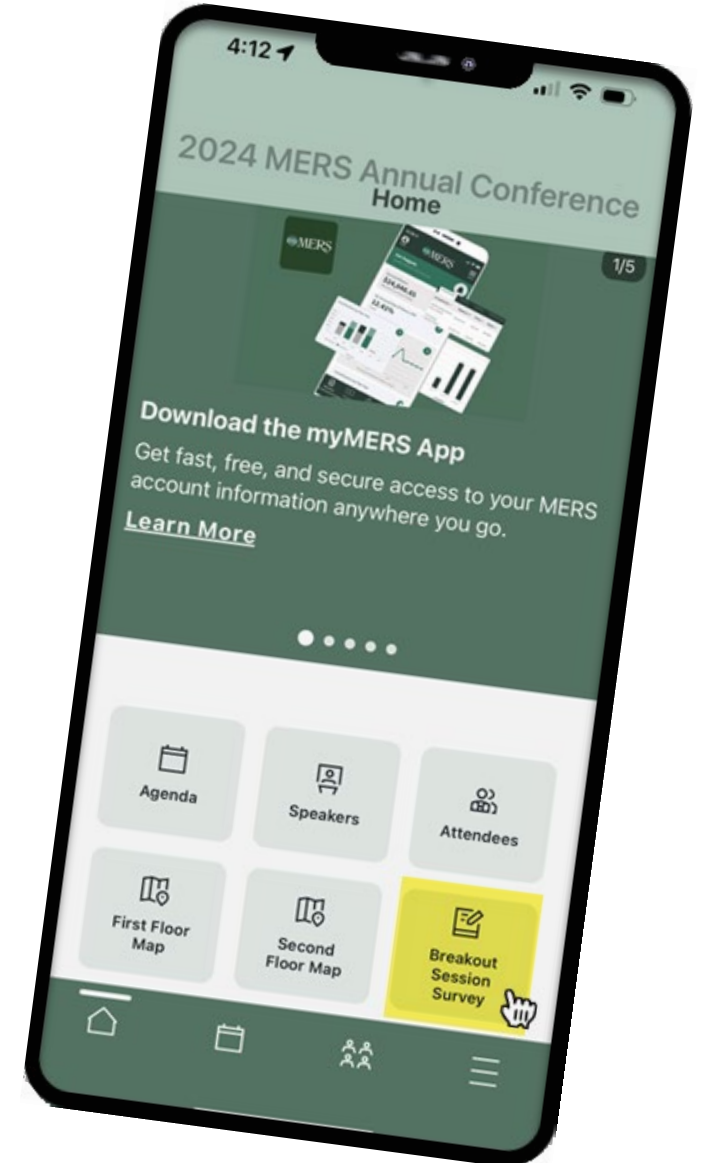 4:12
2024 MERS Annual Conference
Home
MERS
MERS
1/5
Download the myMERS App
Get fast, free, and secure access to your MERS
account information anywhere you go.
Learn More
Agenda
Speakers
Attendees
First Floor
Map
Second
Floor Map
Breakout
Session
Survey